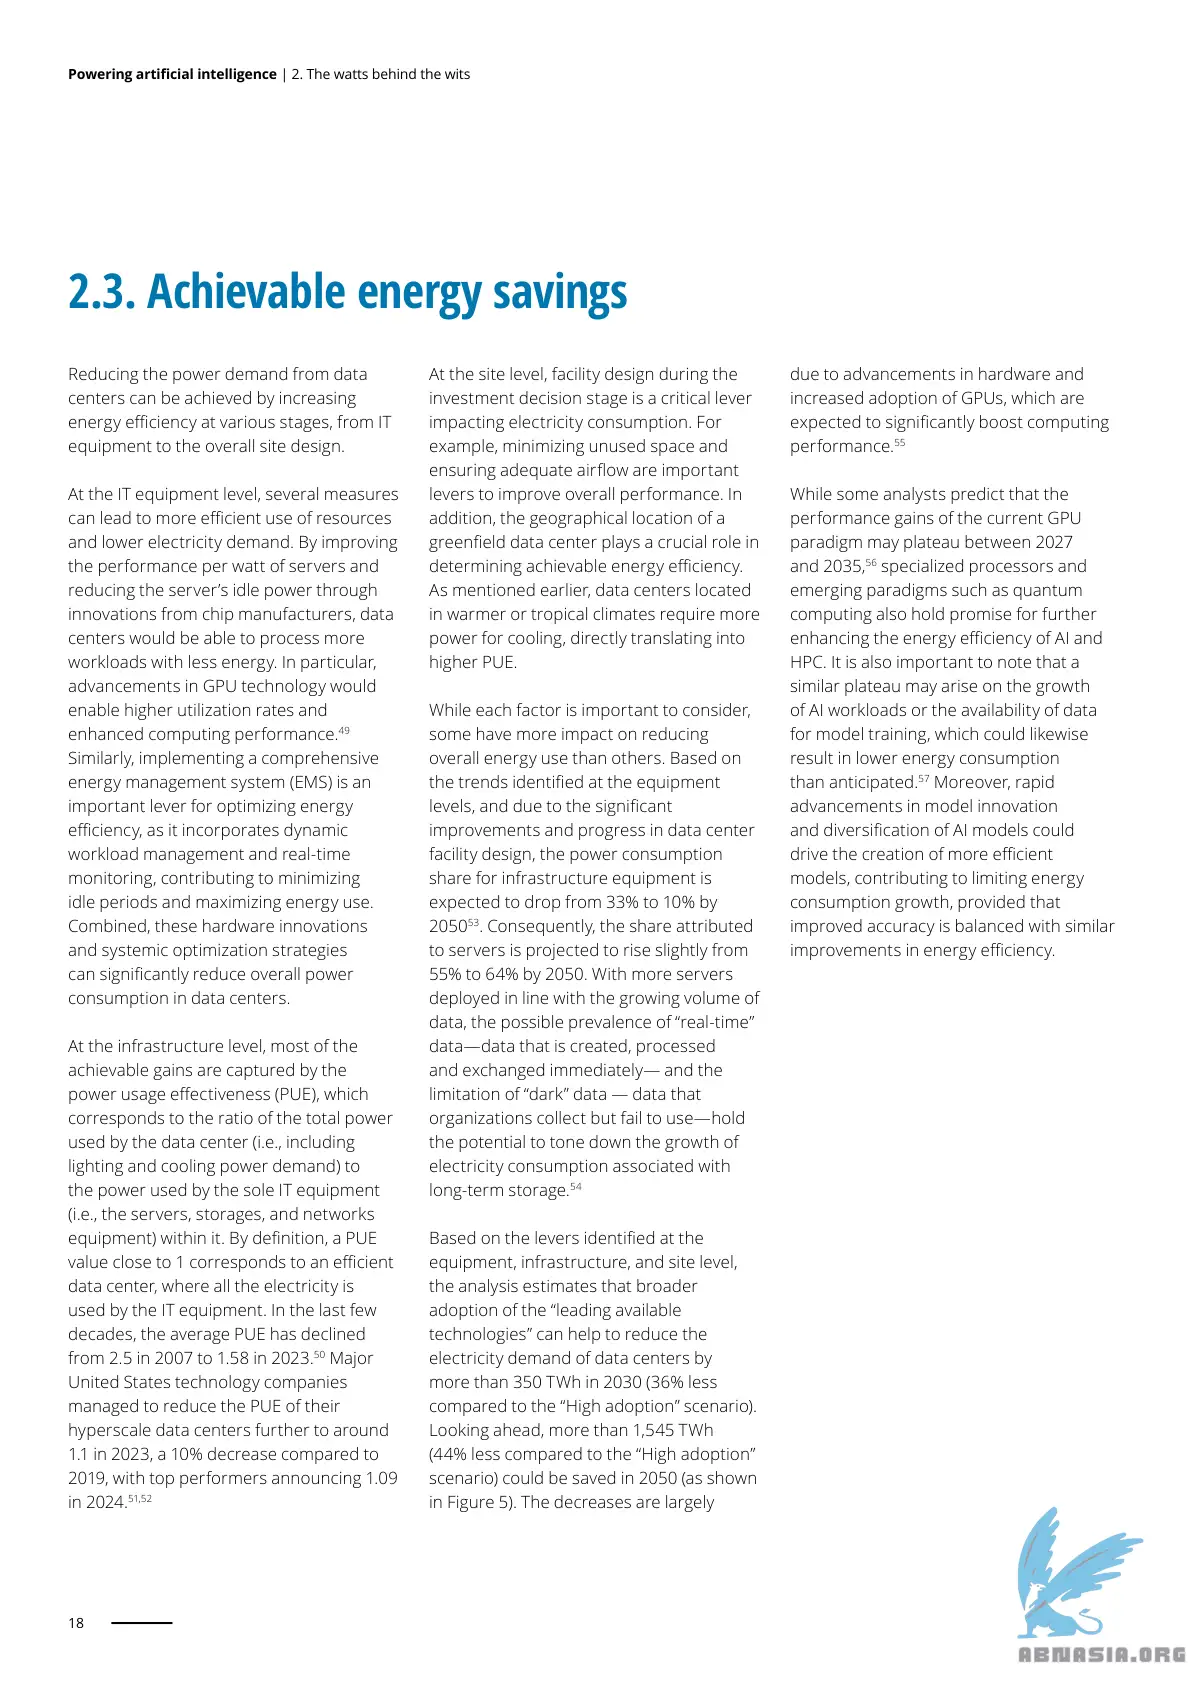 Powering artificial intelligence | 2. The watts behind the wits
2.3. Achievable energy savings
Reducing the power demand from data
centers can be achieved by increasing
energy efficiency at various stages, from IT
equipment to the overall site design.
At the IT equipment level, several measures
can lead to more efficient use of resources
and lower electricity demand. By improving
the performance per watt of servers and
reducing the server’s idle power through
innovations from chip manufacturers, data
centers would be able to process more
workloads with less energy. In particular,
advancements in GPU technology would
enable higher utilization rates and
enhanced computing performance.49
Similarly, implementing a comprehensive
energy management system (EMS) is an
important lever for optimizing energy
efficiency, as it incorporates dynamic
workload management and real-time
monitoring, contributing to minimizing
idle periods and maximizing energy use.
Combined, these hardware innovations
and systemic optimization strategies
can significantly reduce overall power
consumption in data centers.
At the infrastructure level, most of the
achievable gains are captured by the
power usage effectiveness (PUE), which
corresponds to the ratio of the total power
used by the data center (i.e., including
lighting and cooling power demand) to
the power used by the sole IT equipment
(i.e., the servers, storages, and networks
equipment) within it. By definition, a PUE
value close to 1 corresponds to an efficient
data center, where all the electricity is
used by the IT equipment. In the last few
decades, the average PUE has declined
from 2.5 in 2007 to 1.58 in 2023.50 Major
United States technology companies
managed to reduce the PUE of their
hyperscale data centers further to around
1.1 in 2023, a 10% decrease compared to
2019, with top performers announcing 1.09
in 2024.51,52
At the site level, facility design during the
investment decision stage is a critical lever
impacting electricity consumption. For
example, minimizing unused space and
ensuring adequate airflow are important
levers to improve overall performance. In
addition, the geographical location of a
greenfield data center plays a crucial role in
determining achievable energy efficiency.
As mentioned earlier, data centers located
in warmer or tropical climates require more
power for cooling, directly translating into
higher PUE.
While each factor is important to consider,
some have more impact on reducing
overall energy use than others. Based on
the trends identified at the equipment
levels, and due to the significant
improvements and progress in data center
facility design, the power consumption
share for infrastructure equipment is
expected to drop from 33% to 10% by
205053. Consequently, the share attributed
to servers is projected to rise slightly from
55% to 64% by 2050. With more servers
deployed in line with the growing volume of
data, the possible prevalence of “real-time”
data—data that is created, processed
and exchanged immediately— and the
limitation of “dark” data — data that
organizations collect but fail to use—hold
the potential to tone down the growth of
electricity consumption associated with
long-term storage.54
Based on the levers identified at the
equipment, infrastructure, and site level,
the analysis estimates that broader
adoption of the “leading available
technologies” can help to reduce the
electricity demand of data centers by
more than 350 TWh in 2030 (36% less
compared to the “High adoption” scenario).
Looking ahead, more than 1,545 TWh
(44% less compared to the “High adoption”
scenario) could be saved in 2050 (as shown
in Figure 5). The decreases are largely
due to advancements in hardware and
increased adoption of GPUs, which are
expected to significantly boost computing
performance.55
While some analysts predict that the
performance gains of the current GPU
paradigm may plateau between 2027
and 2035,56 specialized processors and
emerging paradigms such as quantum
computing also hold promise for further
enhancing the energy efficiency of AI and
HPC. It is also important to note that a
similar plateau may arise on the growth
of AI workloads or the availability of data
for model training, which could likewise
result in lower energy consumption
than anticipated.57 Moreover, rapid
advancements in model innovation
and diversification of AI models could
drive the creation of more efficient
models, contributing to limiting energy
consumption growth, provided that
improved accuracy is balanced with similar
improvements in energy efficiency.
18
ABNASIA.ORG